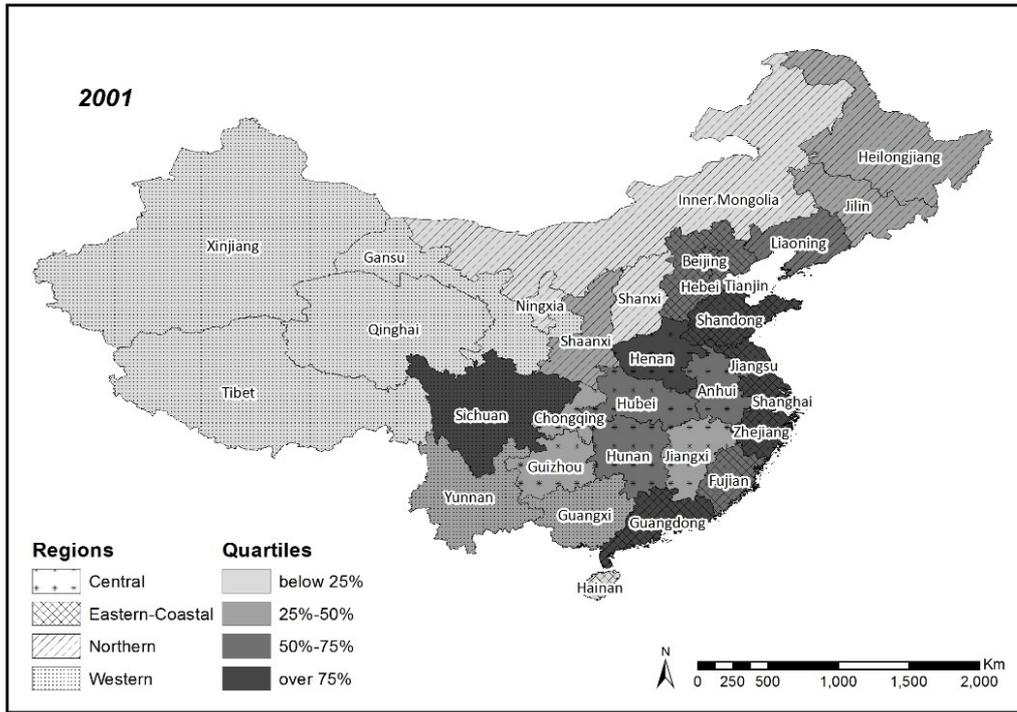 2001
Heilongjiang
Inner Mongolia
Jilin
Xinjiang
Gansu
Liaoning
Beijing
Hebei
Tianjin
Ningxia
Shanxi
Qinghai
Shandong
Shaanxi
Henan
Jiangsu
Tibet
Sichuan
Chongqing
Hubei
Anhui
Shanghai
Zhejiang
Guizhou
Hunan
Jiangxi
Yunnan
Fujian
Guangxi
Guangdong
Hainan
Regions
Central
Eastern-Coastal
Northern
Western
Quartiles
below 25%
25%-50%
50%-75%
over 75%
N
Km
0 250 500 1,000 1,500 2,000